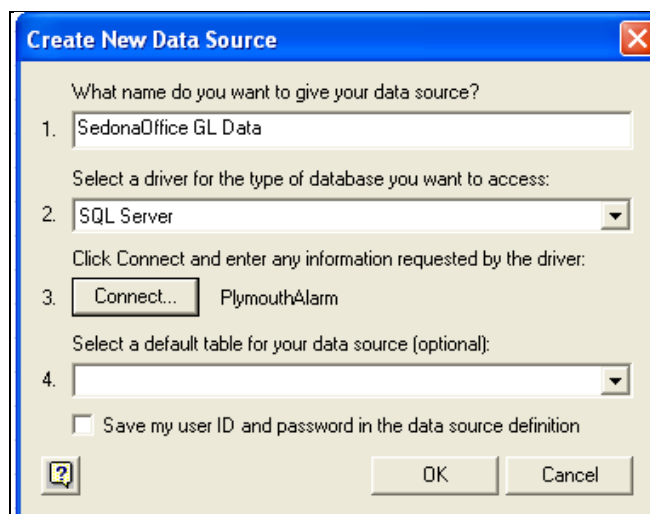 Create New Data Source
What name do you want to give your data source?
1. SedonaOffice GL Data
Select a driver for the type of database you want to access:
2. SQL Server
Click Connect and enter any information requested by the driver:
3. Connect... PlymouthAlarm
Select a default table for your data source (optional):
4.
Save my user ID and password in the data source definition
? OK Cancel